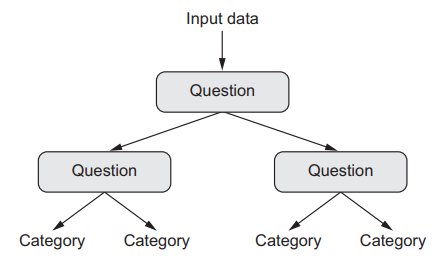 Input data
Question
Question
Question
Category
Category
Category
Category